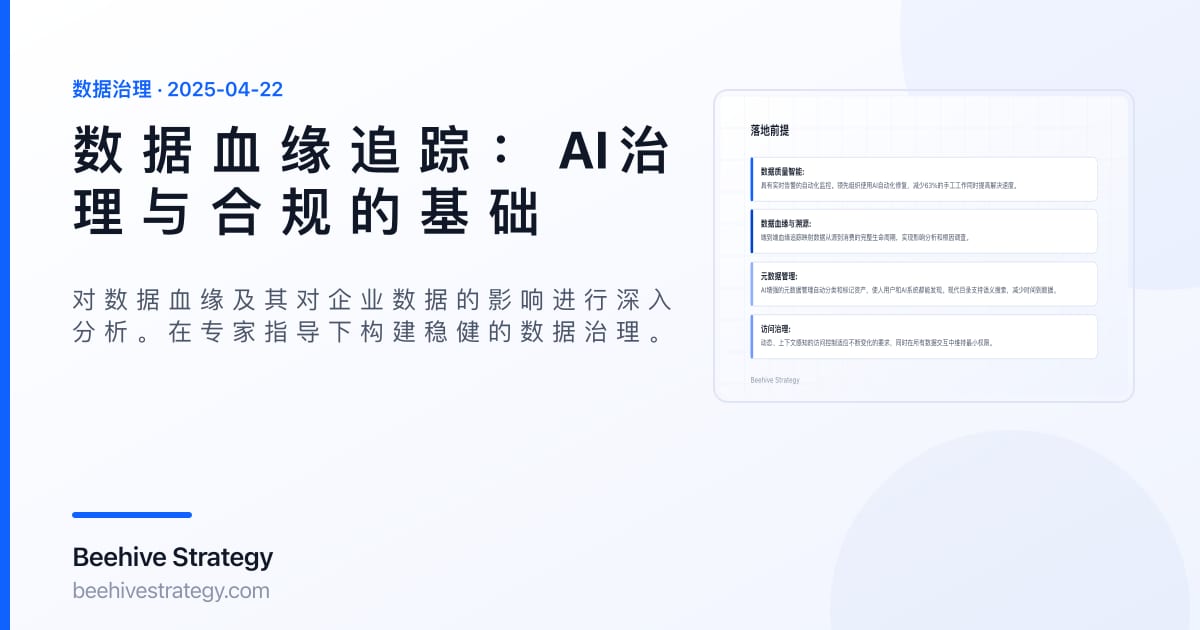 数据治理 · 2025-04-22
数据血缘追踪：AI治
理与合规的基础
对数据血缘及其对企业数据的影响进行深入
分析。在专家指导下构建稳健的数据治理。
Beehive Strategy
beehivestrategy.com
落地前提
数据质量智能:
具有实时告警的自动化监控。领先组织使用AI自动化修复，减少63%的手工工作同时提高解决速度。
数据血缘与溯源:
端到端血缘追踪映射数据从源到消费的完整生命周期，实现影响分析和根因调查。
元数据管理:
AI增强的元数据管理自动分类和标记资产，使人用户和AI系统都能发现。现代目录支持语义搜索，减少时间到数据。
访问治理:
动态、上下文感知的访问控制适应不断变化的要求，同时在所有数据交互中维持最小权限。
Beehive Strategy